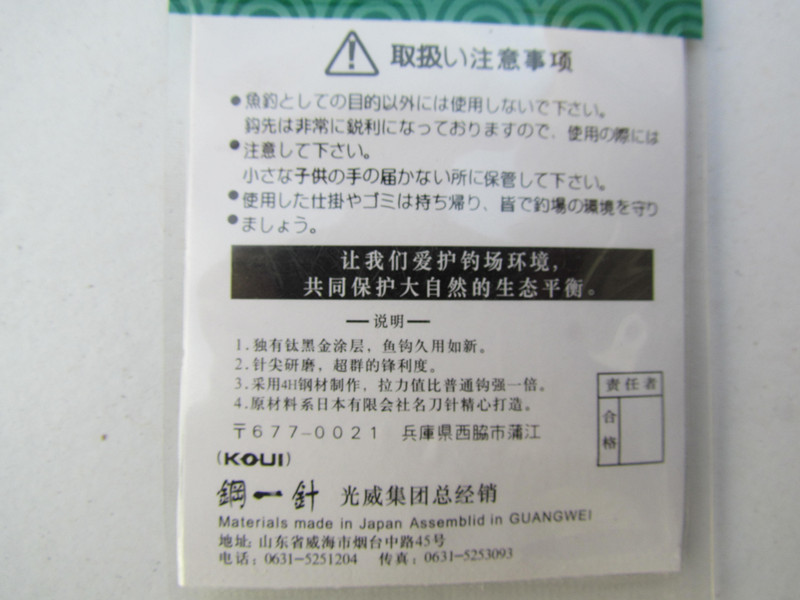 取扱い注意事项
●魚釣としての目的以外には使用しないで下さい。
鈎先は非常に鋭利になっておりますので、使用の際には
●注意して下さい。
小さな子供の手の届かない所に保管して下さい。
●使用した仕掛やゴミは持ち帰り、皆で釣場の環境を守り
●ましょう。
让我们爱护钓场环境，
共同保护大自然的生态平衡。
—说明—
1.独有钛黑金涂层，鱼钩久用如新。
2.针尖研磨，超群的锋利度。
3.采用4H钢材制作，拉力值比普通钩强一倍。
4.原材料系日本有限会社名刀针精心打造。
责任者
合格
〒677-0021 兵庫県西脇市蒲江
(KOUI)
鋼一針 光威集团总经销
Materials made in Japan Assemblid in GUANGWEI
地址: 山东省威海市烟台中路45号
电话: 0631-5251204 传真: 0631-5253093